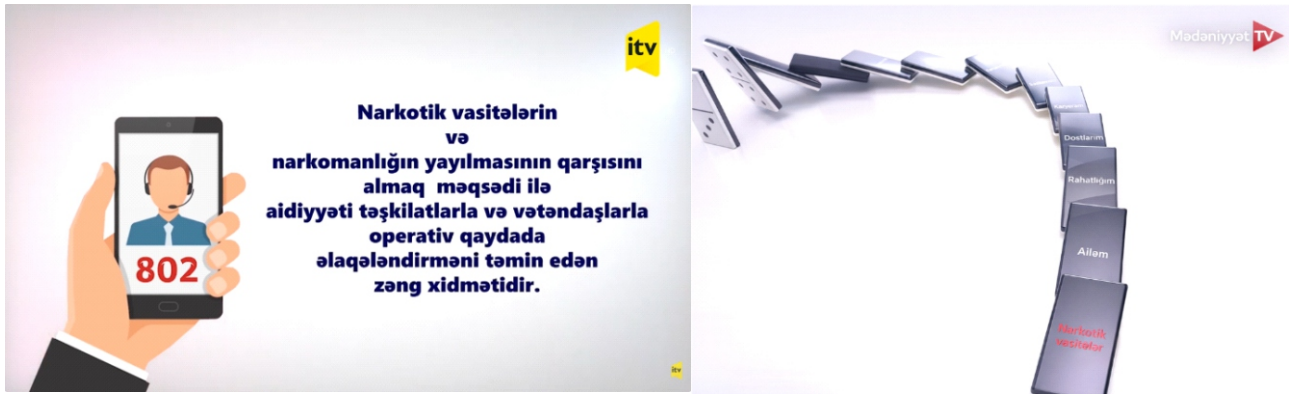 itv
Narkotik vasitələrin
və
narkomanlığın yayılmasının qarşısını
almaq məqsədi ilə
aidiyyəti təşkilatlarla və vətəndaşlarla
operativ qaydada
əlaqələndirməni təmin edən
zəng xidmətidir.
802
itv
Mədəniyyət TV
Dostlarım
Rahatlığım
Ailəm
Narkotik
vasitələr